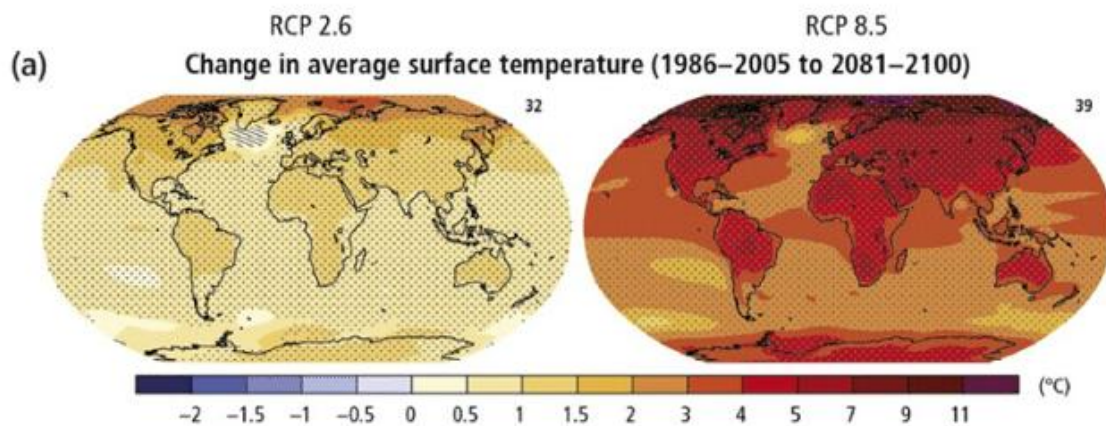 RCP 2.6 RCP 8.5
(a) Change in average surface temperature (1986–2005 to 2081–2100)
32 39
−2 −1.5 −1 −0.5 0 0.5 1 1.5 2 3 4 5 7 9 11 (°C)